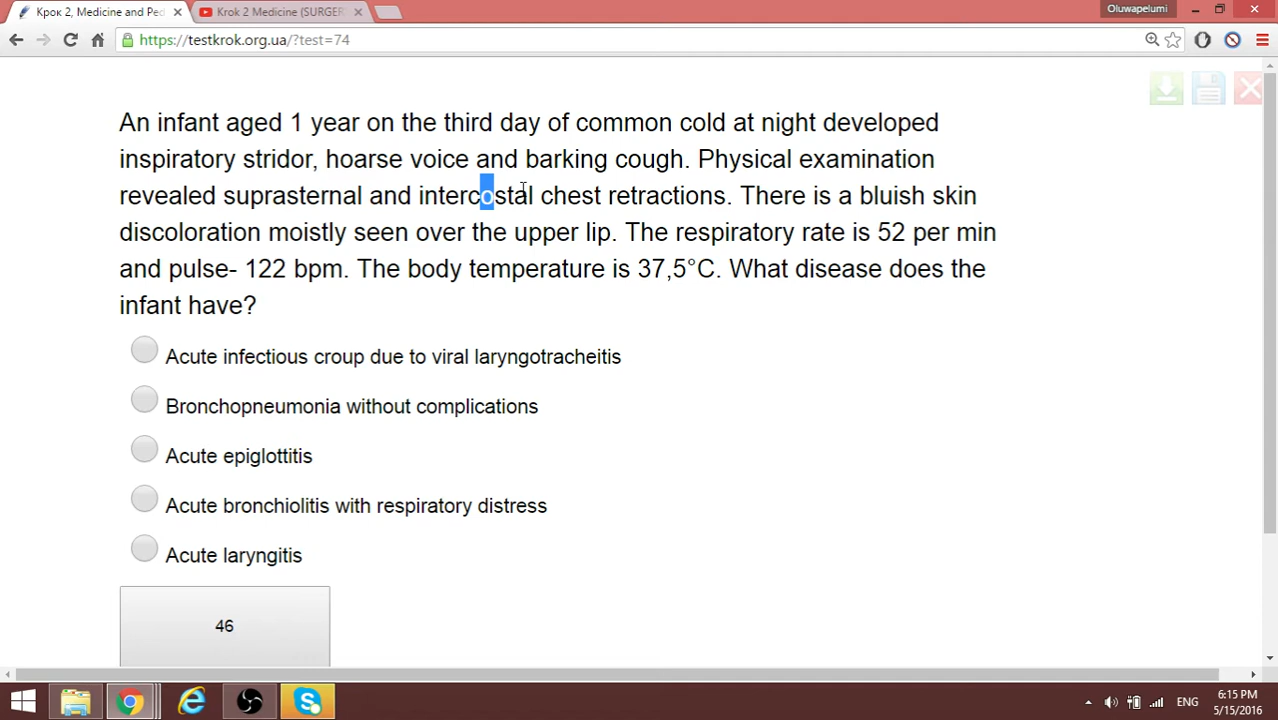 Крок 2, Medicine and Ped
Krok 2 Medicine (SURGER
Oluwapelumi
https://testkrok.org.ua/?test=74
An infant aged 1 year on the third day of common cold at night developed
inspiratory stridor, hoarse voice and barking cough. Physical examination
revealed suprasternal and intercostal chest retractions. There is a bluish skin
discoloration moistly seen over the upper lip. The respiratory rate is 52 per min
and pulse- 122 bpm. The body temperature is 37,5°C. What disease does the
infant have?
Acute infectious croup due to viral laryngotracheitis
Bronchopneumonia without complications
Acute epiglottitis
Acute bronchiolitis with respiratory distress
Acute laryngitis
46
ENG
6:15 PM
5/15/2016